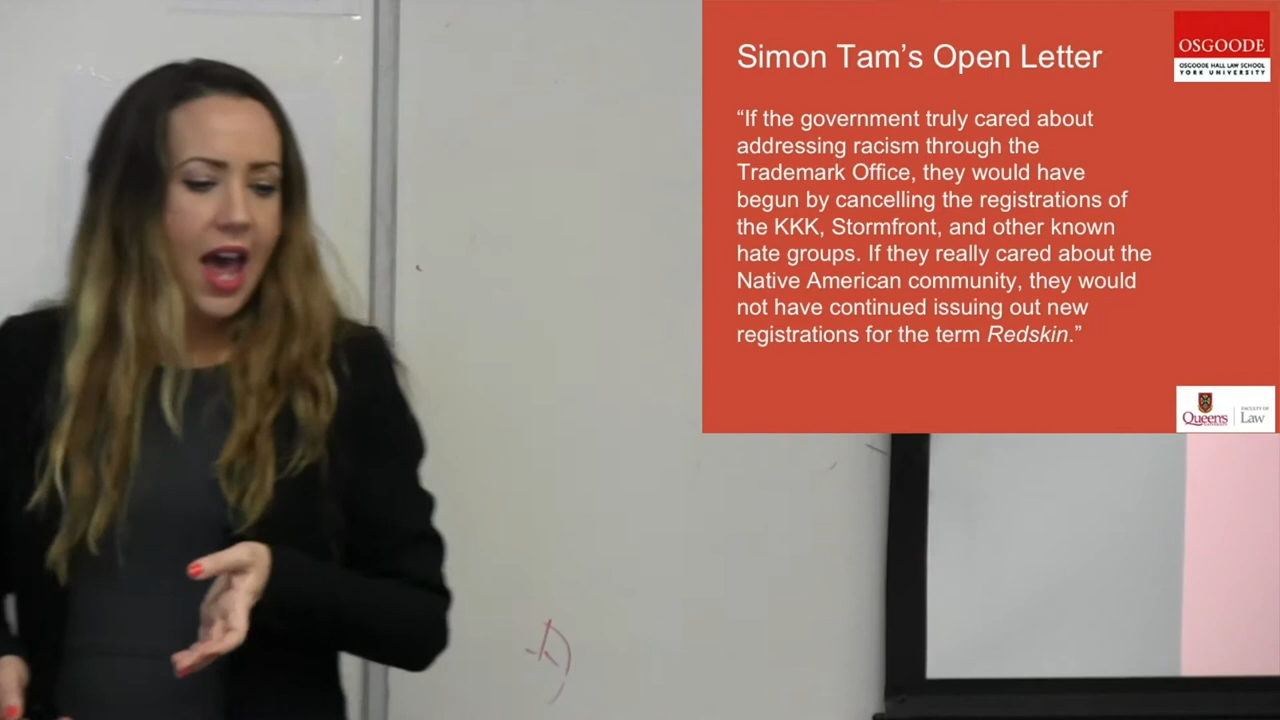 Simon Tam’s Open Letter
OSGOODE
OSGOODE HALL LAW SCHOOL
YORK UNIVERSITY
“If the government truly cared about
addressing racism through the
Trademark Office, they would have
begun by cancelling the registrations of
the KKK, Stormfront, and other known
hate groups. If they really cared about the
Native American community, they would
not have continued issuing out new
registrations for the term Redskin.”
Queen's
UNIVERSITY
FACULTY OF
Law